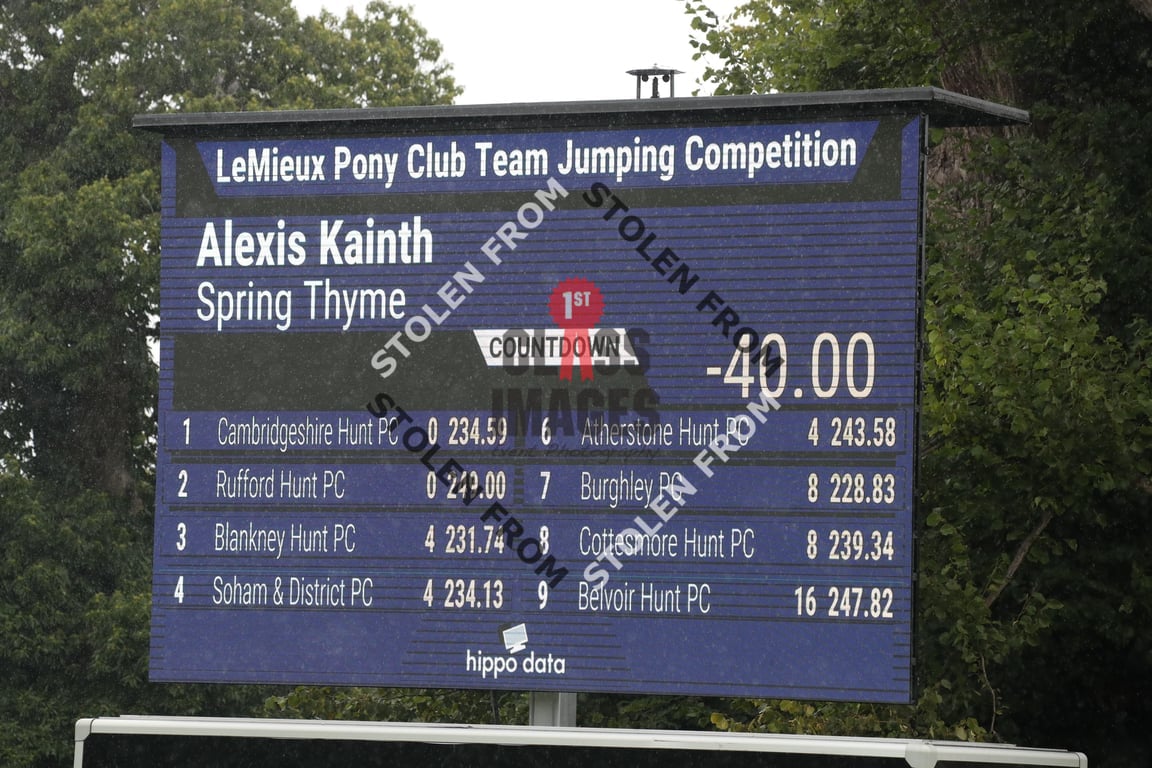 LeMieux Pony Club Team Jumping Competition
Alexis Kainth
Spring Thyme
COUNTDOWN
-40.00
1 Cambridgeshire Hunt PC 0 234.59
2 Rufford Hunt PC 0
3 Blankney Hunt PC 4 231.74
4 Soham & District PC 4 234.13
6 Atherstone Hunt PC 4 243.58
7 Burghley PC 8 228.83
8 Cottesmore Hunt PC 8 239.34
9 Belvoir Hunt PC 16 247.82
hippo data
STOLEN FROM
STOLEN FROM
STOLEN FROM
STOLEN FROM
1ST
CLASS
IMAGES
Event Photography